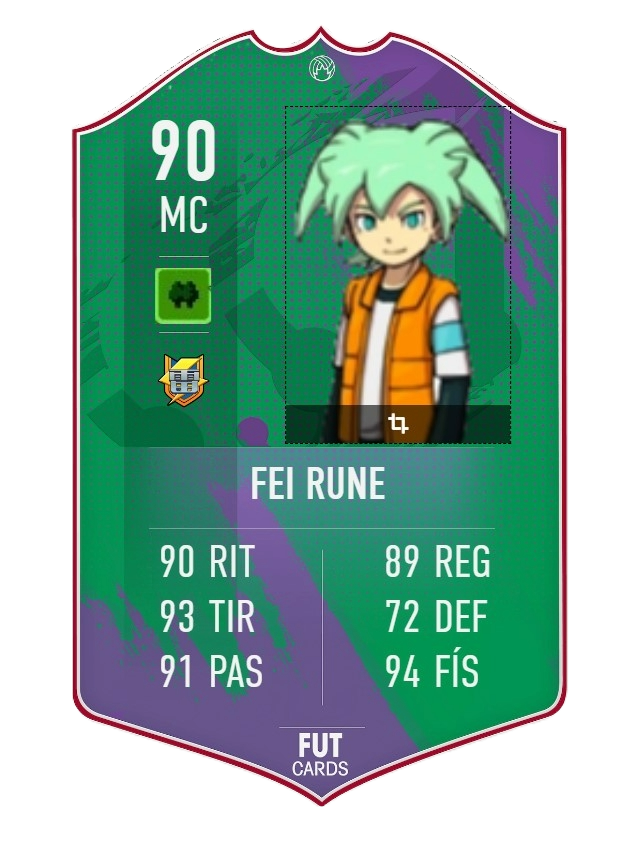 90
MC
FEI RUNE
90 RIT
93 TIR
91 PAS
89 REG
72 DEF
94 FÍS
FUT
CARDS